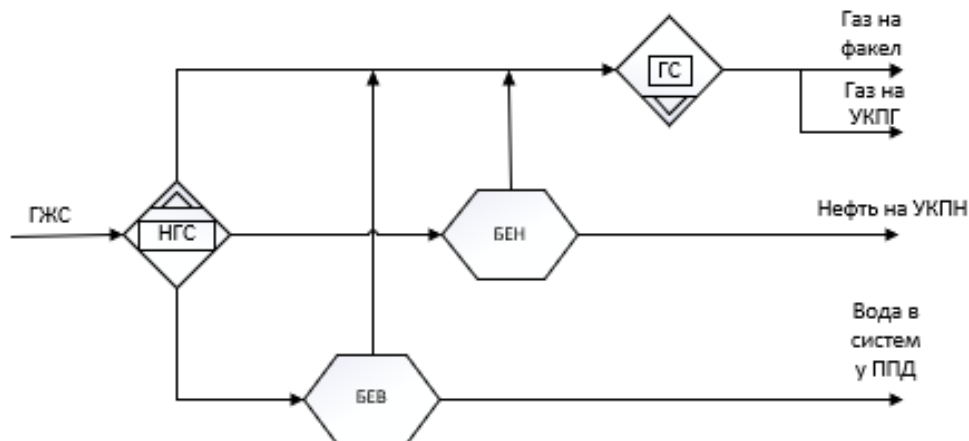 Газ на
факел
ГС
Газ на
УКПГ
ГЖС
НГС
БЕН
Нефть на УКПН
Вода в
систем
у ППД
БЕВ